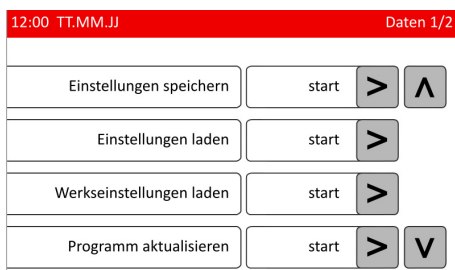 12:00 TT.MM.JJ Daten 1/2
Einstellungen speichern start > Λ
Einstellungen laden start >
Werkseinstellungen laden start >
Programm aktualisieren start > V